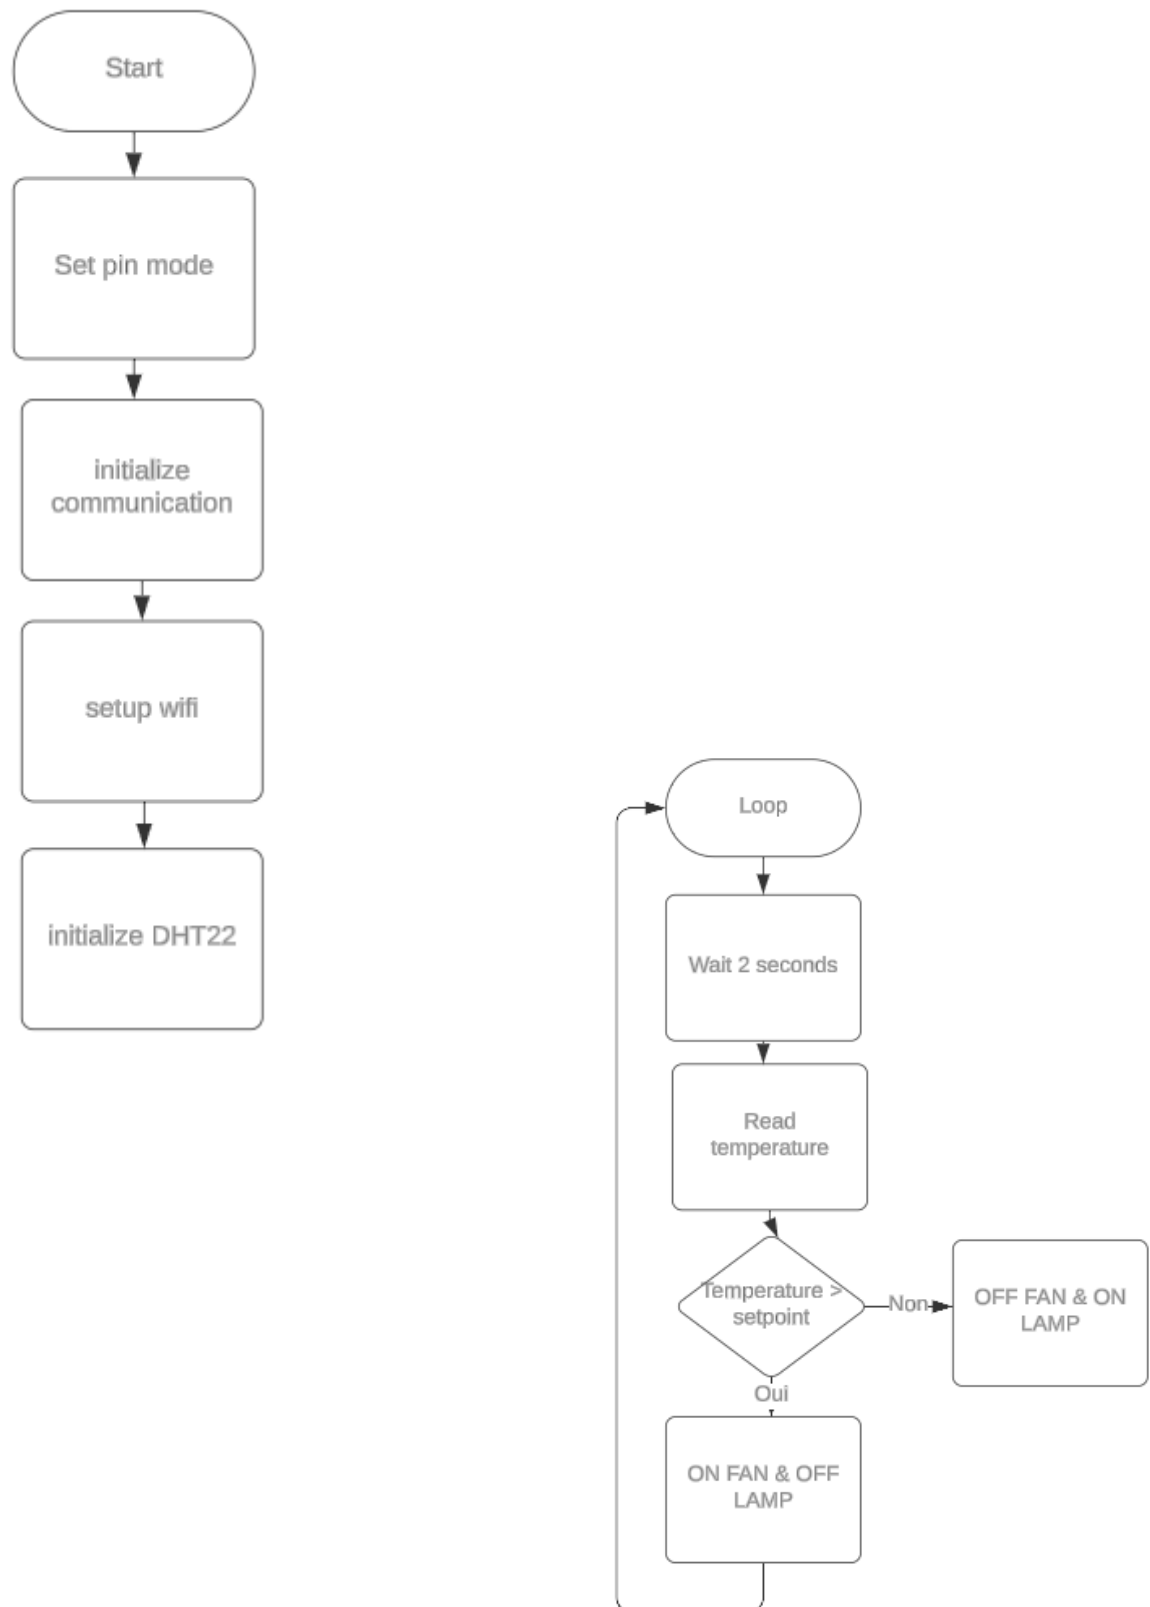 Start
Set pin mode
initialize
communication
setup wifi
initialize DHT22
Loop
Wait 2 seconds
Read
temperature
Temperature >
setpoint
Non
OFF FAN & ON
LAMP
Oui
ON FAN & OFF
LAMP